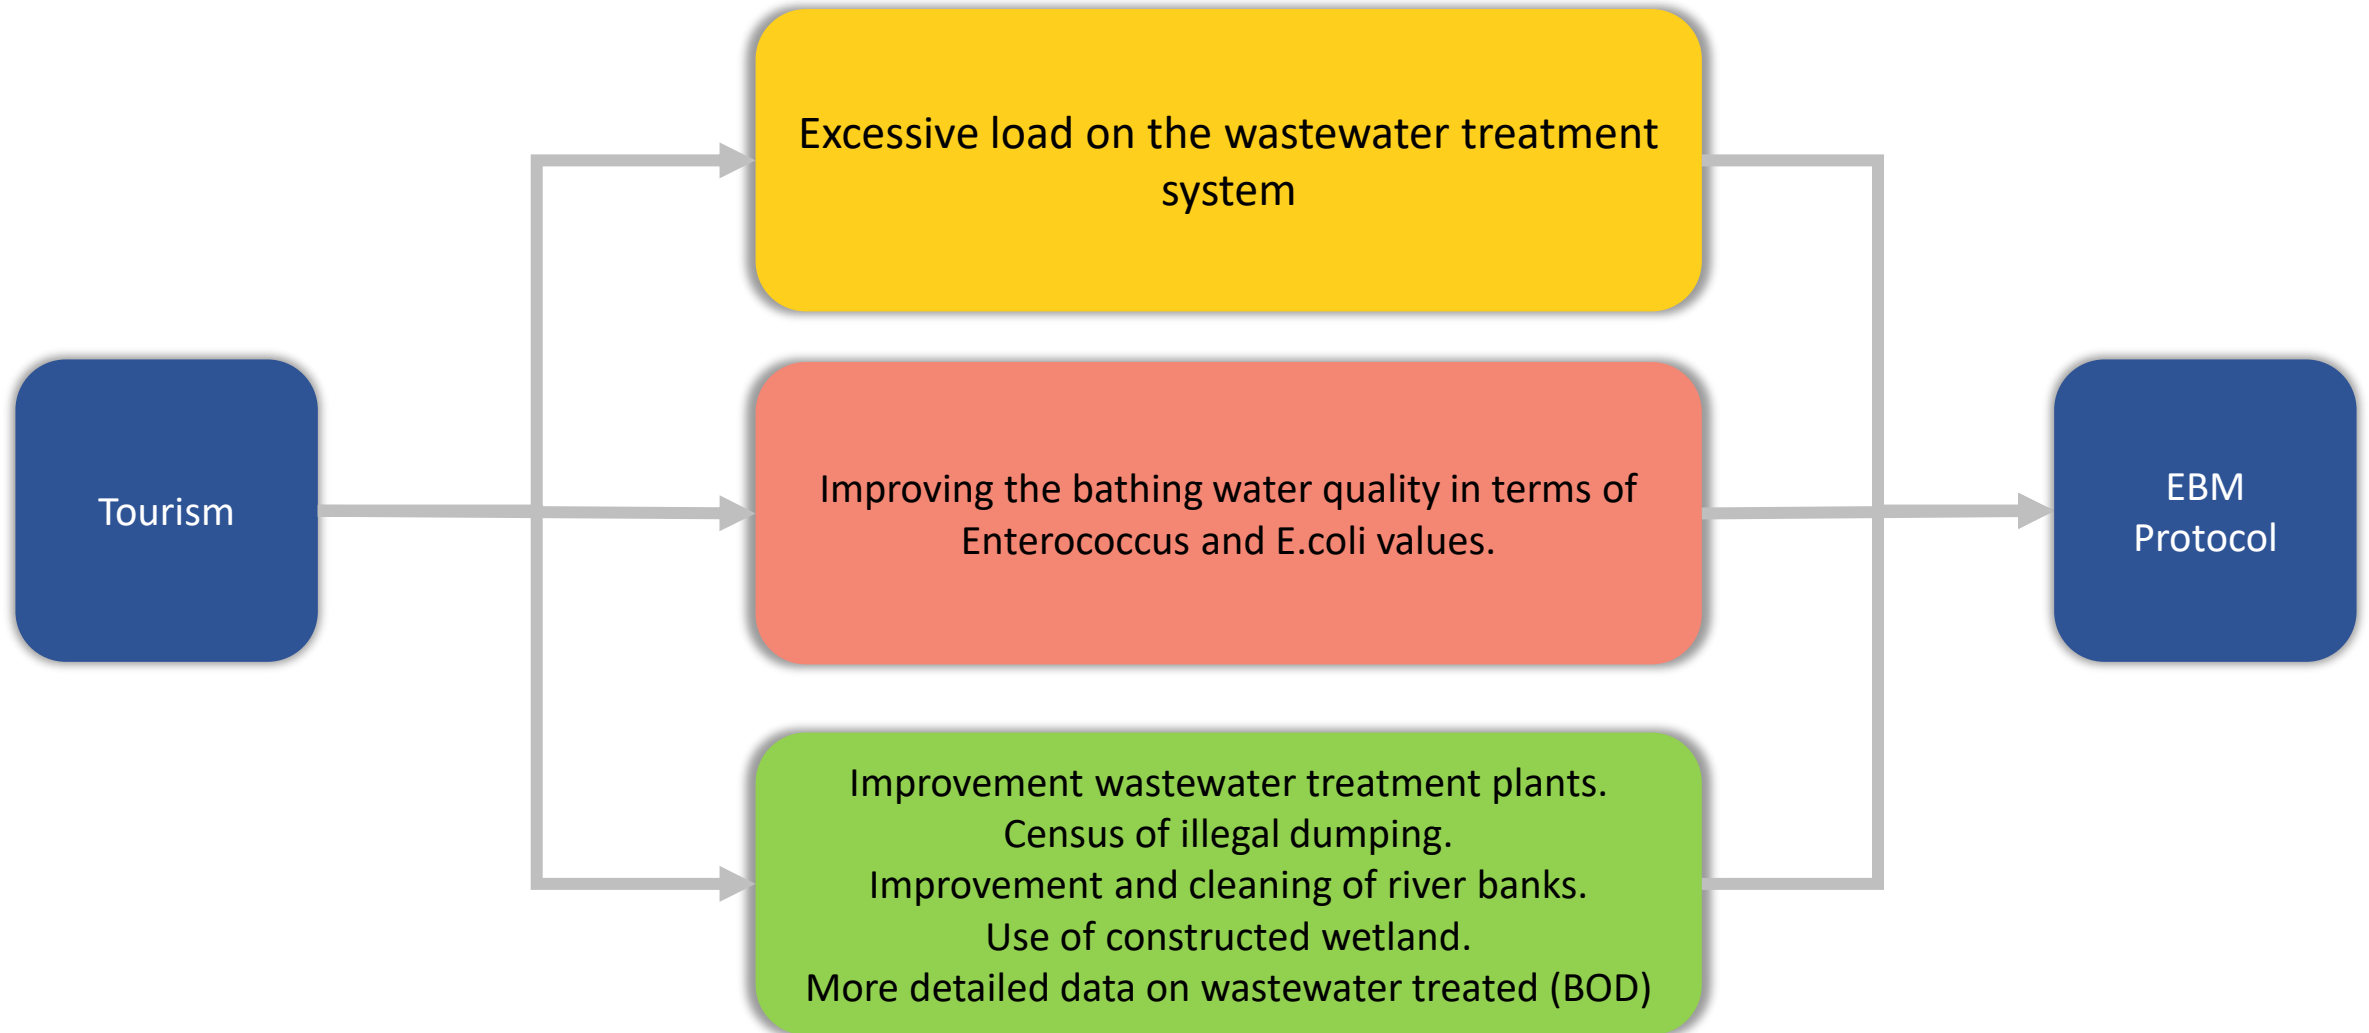 Excessive load on the wastewater treatment
system
Tourism
Improving the bathing water quality in terms of
Enterococcus and E.coli values.
EBM
Protocol
Improvement wastewater treatment plants.
Census of illegal dumping.
Improvement and cleaning of river banks.
Use of constructed wetland.
More detailed data on wastewater treated (BOD)